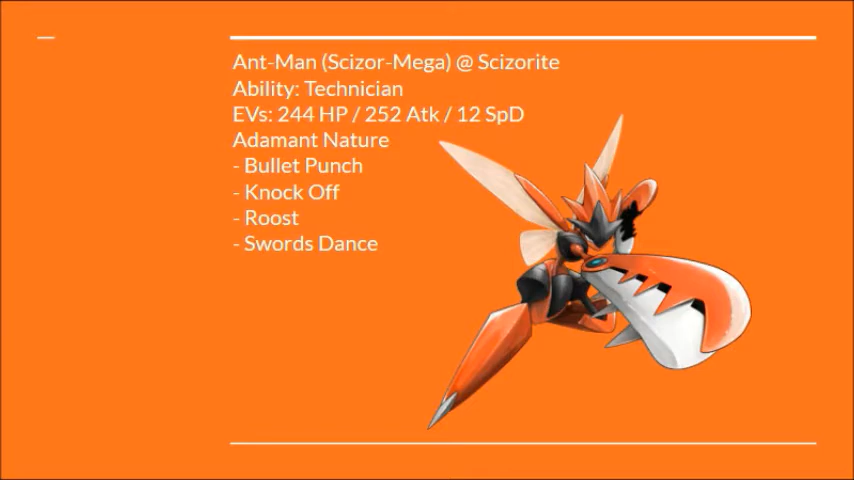 Ant-Man (Scizor-Mega) @ Scizorite
Ability: Technician
EVs: 244 HP / 252 Atk / 12 SpD
Adamant Nature
- Bullet Punch
- Knock Off
- Roost
- Swords Dance